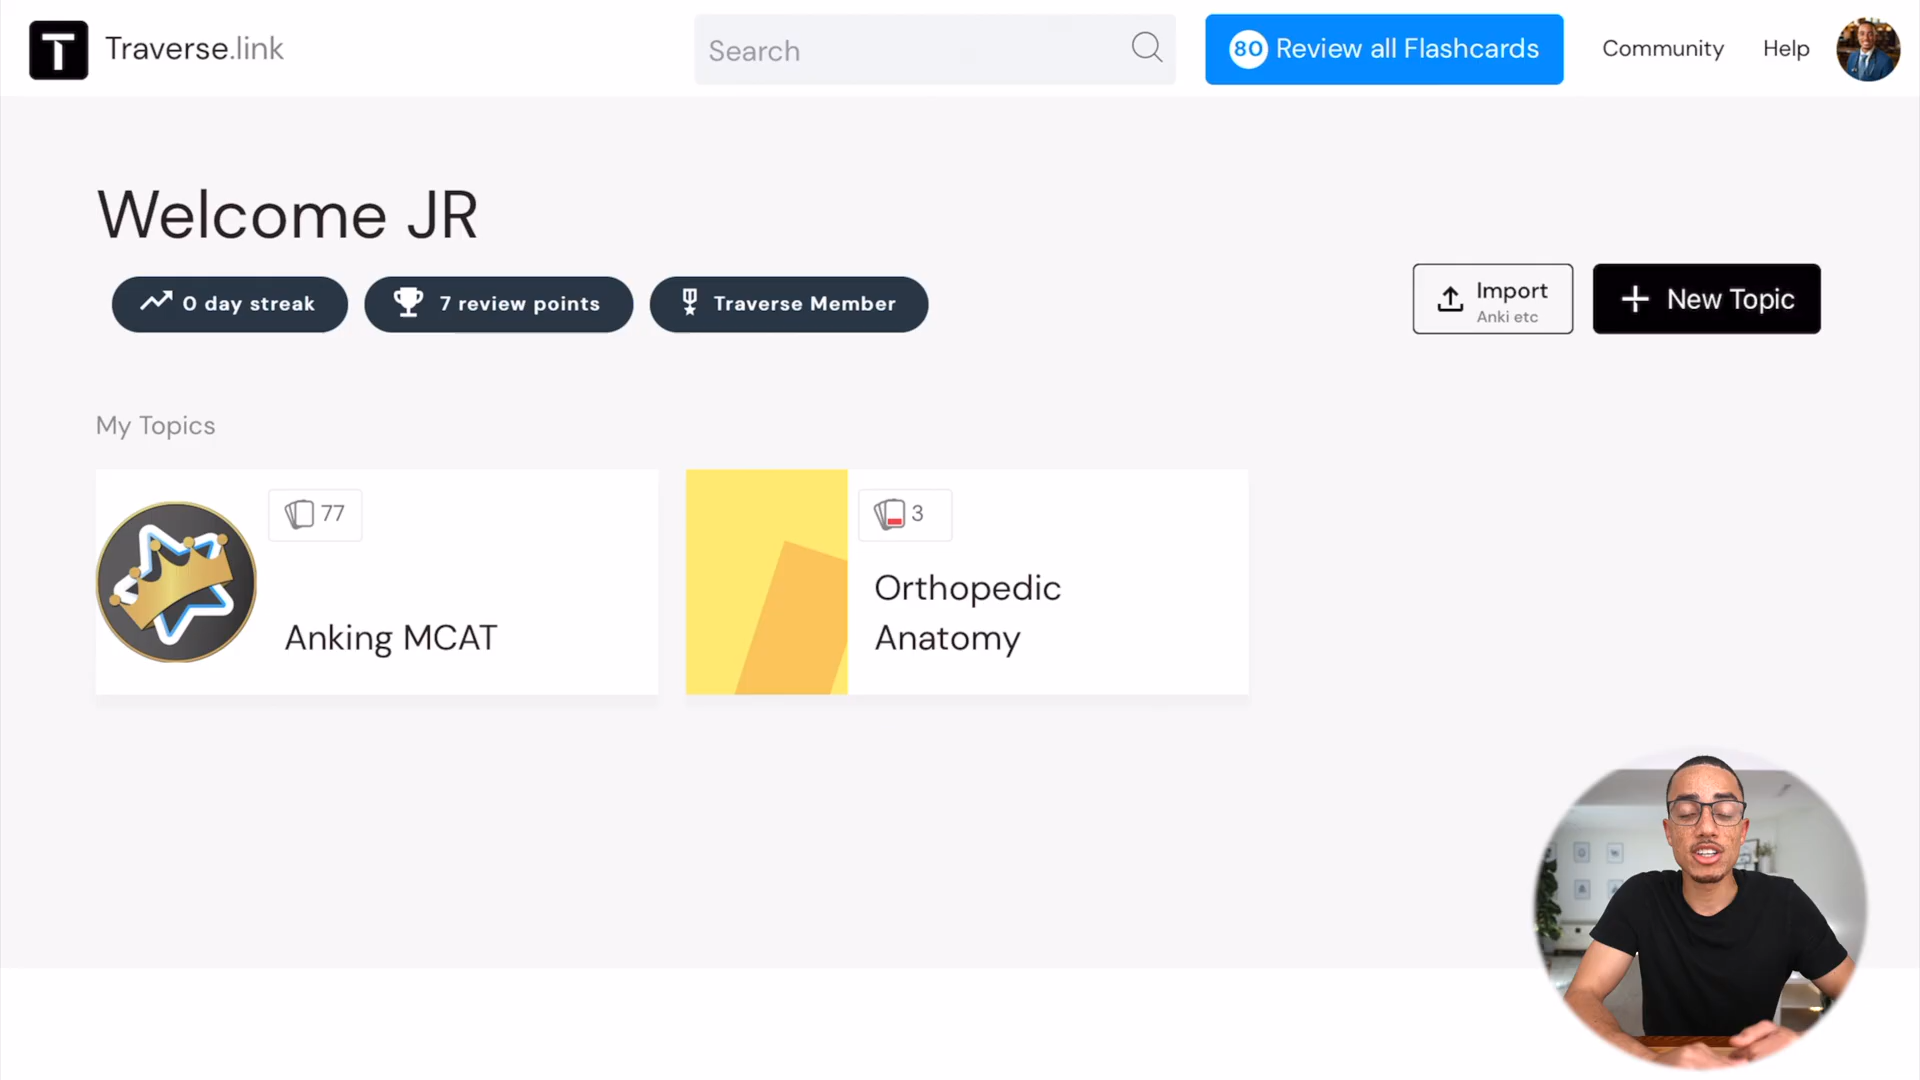 T Traverse.link
Search
80 Review all Flashcards
Community
Help
Welcome JR
0 day streak
7 review points
Traverse Member
Import
Anki etc
+ New Topic
My Topics
77
Anking MCAT
3
Orthopedic
Anatomy